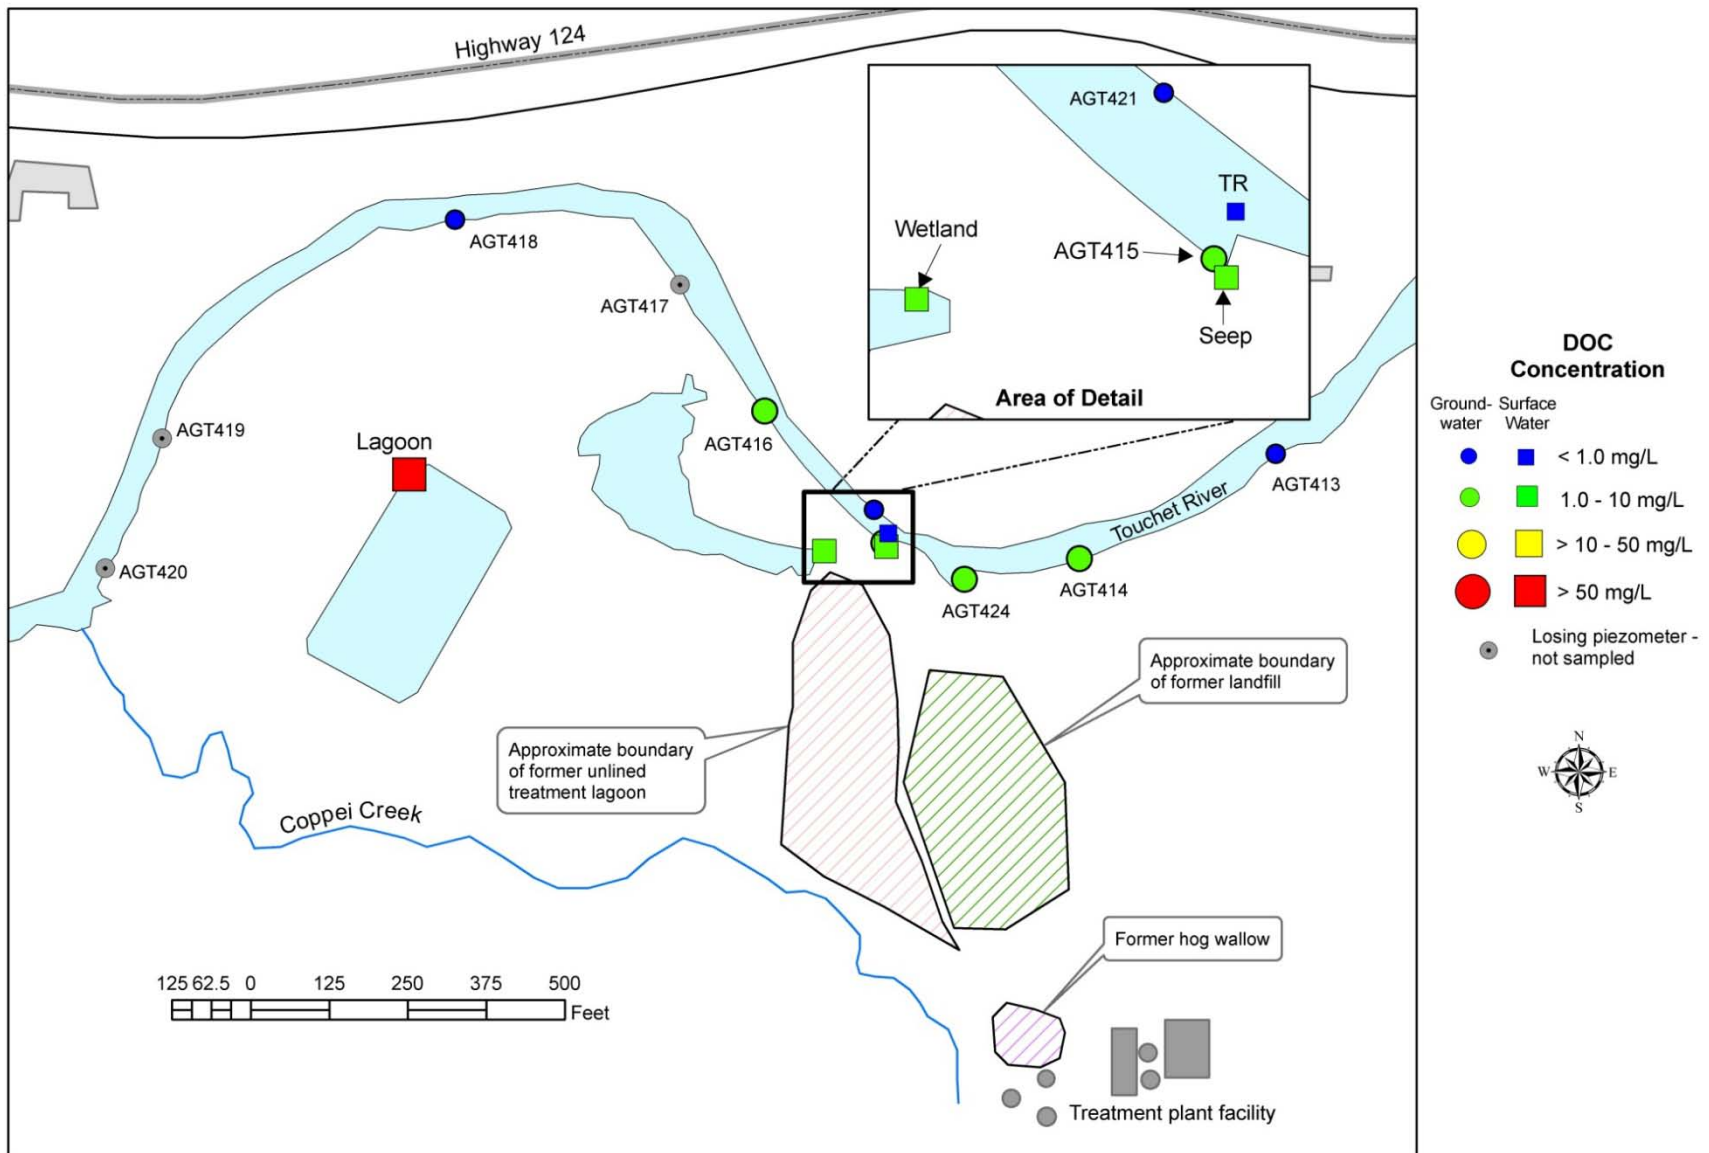 Highway 124
AGT421
TR
Wetland
AGT415
Seep
Area of Detail
AGT418
AGT417
AGT416
AGT419
Lagoon
AGT420
AGT413
Touchet River
AGT414
AGT424
DOC
Concentration
Ground-
water
Surface
Water
< 1.0 mg/L
1.0 - 10 mg/L
> 10 - 50 mg/L
> 50 mg/L
Losing piezometer -
not sampled
N
W
E
S
Approximate boundary
of former landfill
Approximate boundary
of former unlined
treatment lagoon
Coppei Creek
Former hog wallow
125 62.5 0 125 250 375 500
Feet
Treatment plant facility